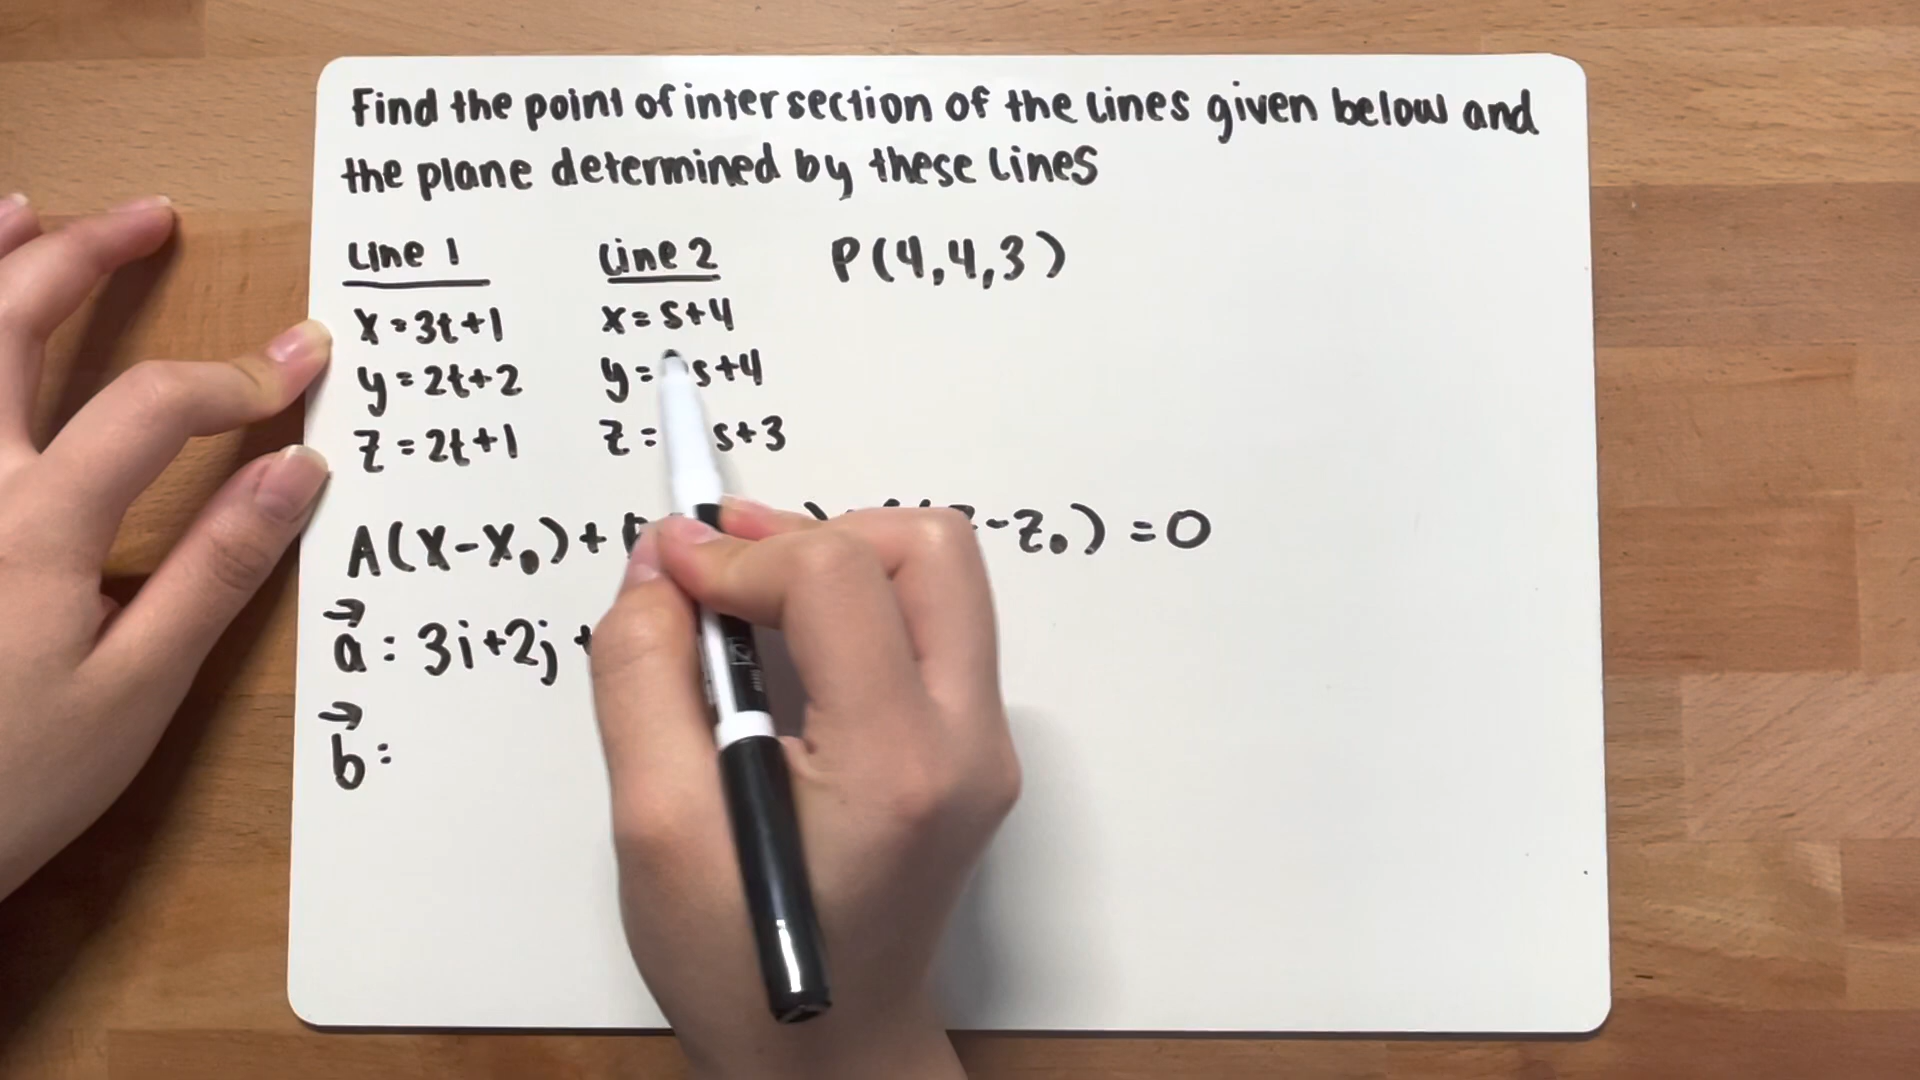 Find the point of intersection of the lines given below and
the plane determined by these lines
Line 1 Line 2 P(4,4,3)
x=3t+1 x=s+4
y=2t+2 y= s+4
z=2t+1 z= s+3
A(x-x₀)+ -z₀)=0
a⃗: 3i+2j +
b⃗: